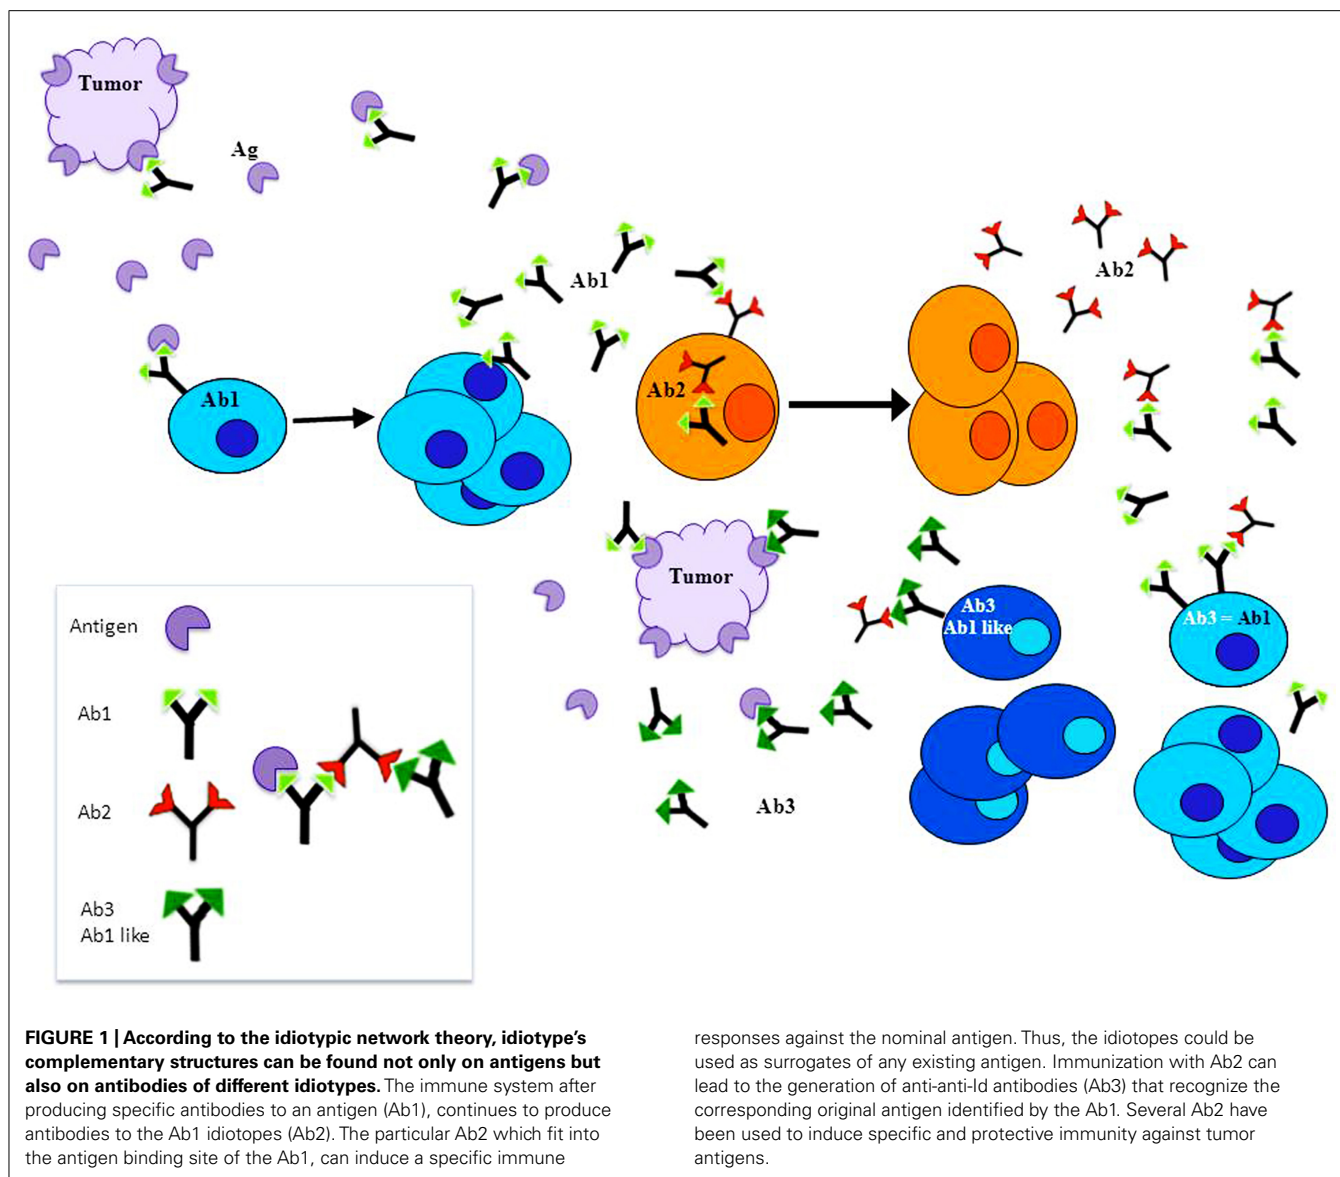 Tumor
Ag
Ab1
Ab1
Ab2
Ab2
Tumor
Ab3
Ab1 like
Ab3 = Ab1
Ab3
Antigen
Ab1
Ab2
Ab3
Ab1 like
FIGURE 1 | According to the idiotypic network theory, idiotype's
complementary structures can be found not only on antigens but
also on antibodies of different idiotypes. The immune system after
producing specific antibodies to an antigen (Ab1), continues to produce
antibodies to the Ab1 idiotopes (Ab2). The particular Ab2 which fit into
the antigen binding site of the Ab1, can induce a specific immune
responses against the nominal antigen. Thus, the idiotopes could be
used as surrogates of any existing antigen. Immunization with Ab2 can
lead to the generation of anti-anti-Id antibodies (Ab3) that recognize the
corresponding original antigen identified by the Ab1. Several Ab2 have
been used to induce specific and protective immunity against tumor
antigens.